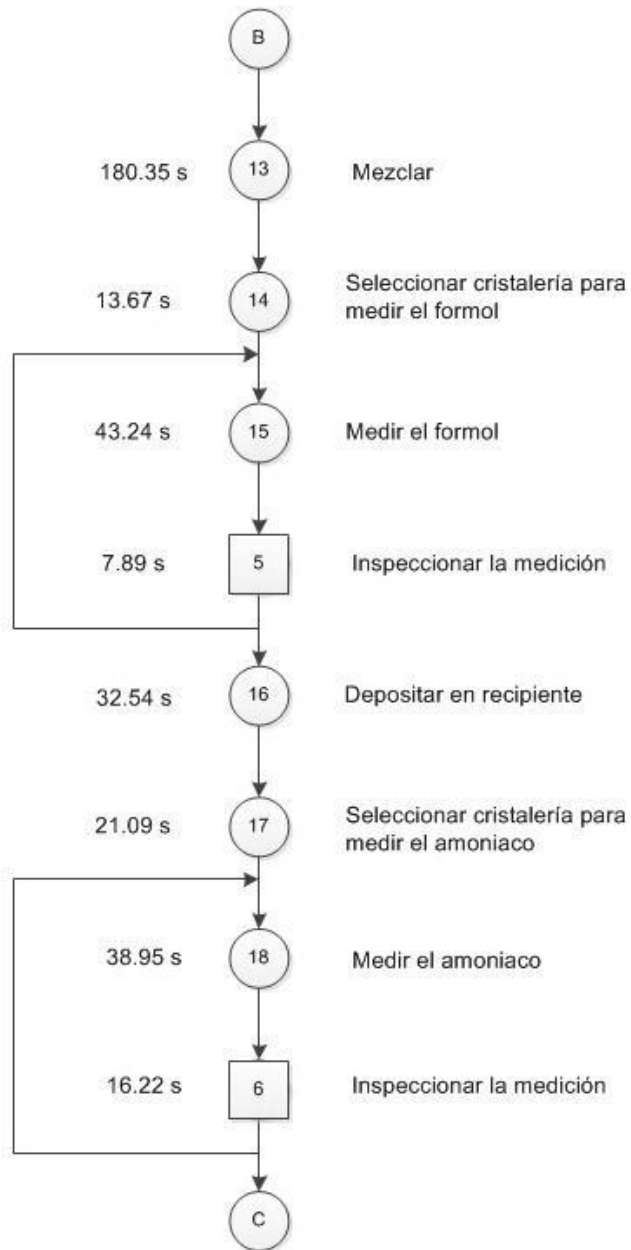 B
180.35 s
13
Mezclar
13.67 s
14
Seleccionar cristalería para
medir el formol
43.24 s
15
Medir el formol
7.89 s
5
Inspeccionar la medición
32.54 s
16
Depositar en recipiente
21.09 s
17
Seleccionar cristalería para
medir el amoniaco
38.95 s
18
Medir el amoniaco
16.22 s
6
Inspeccionar la medición
C